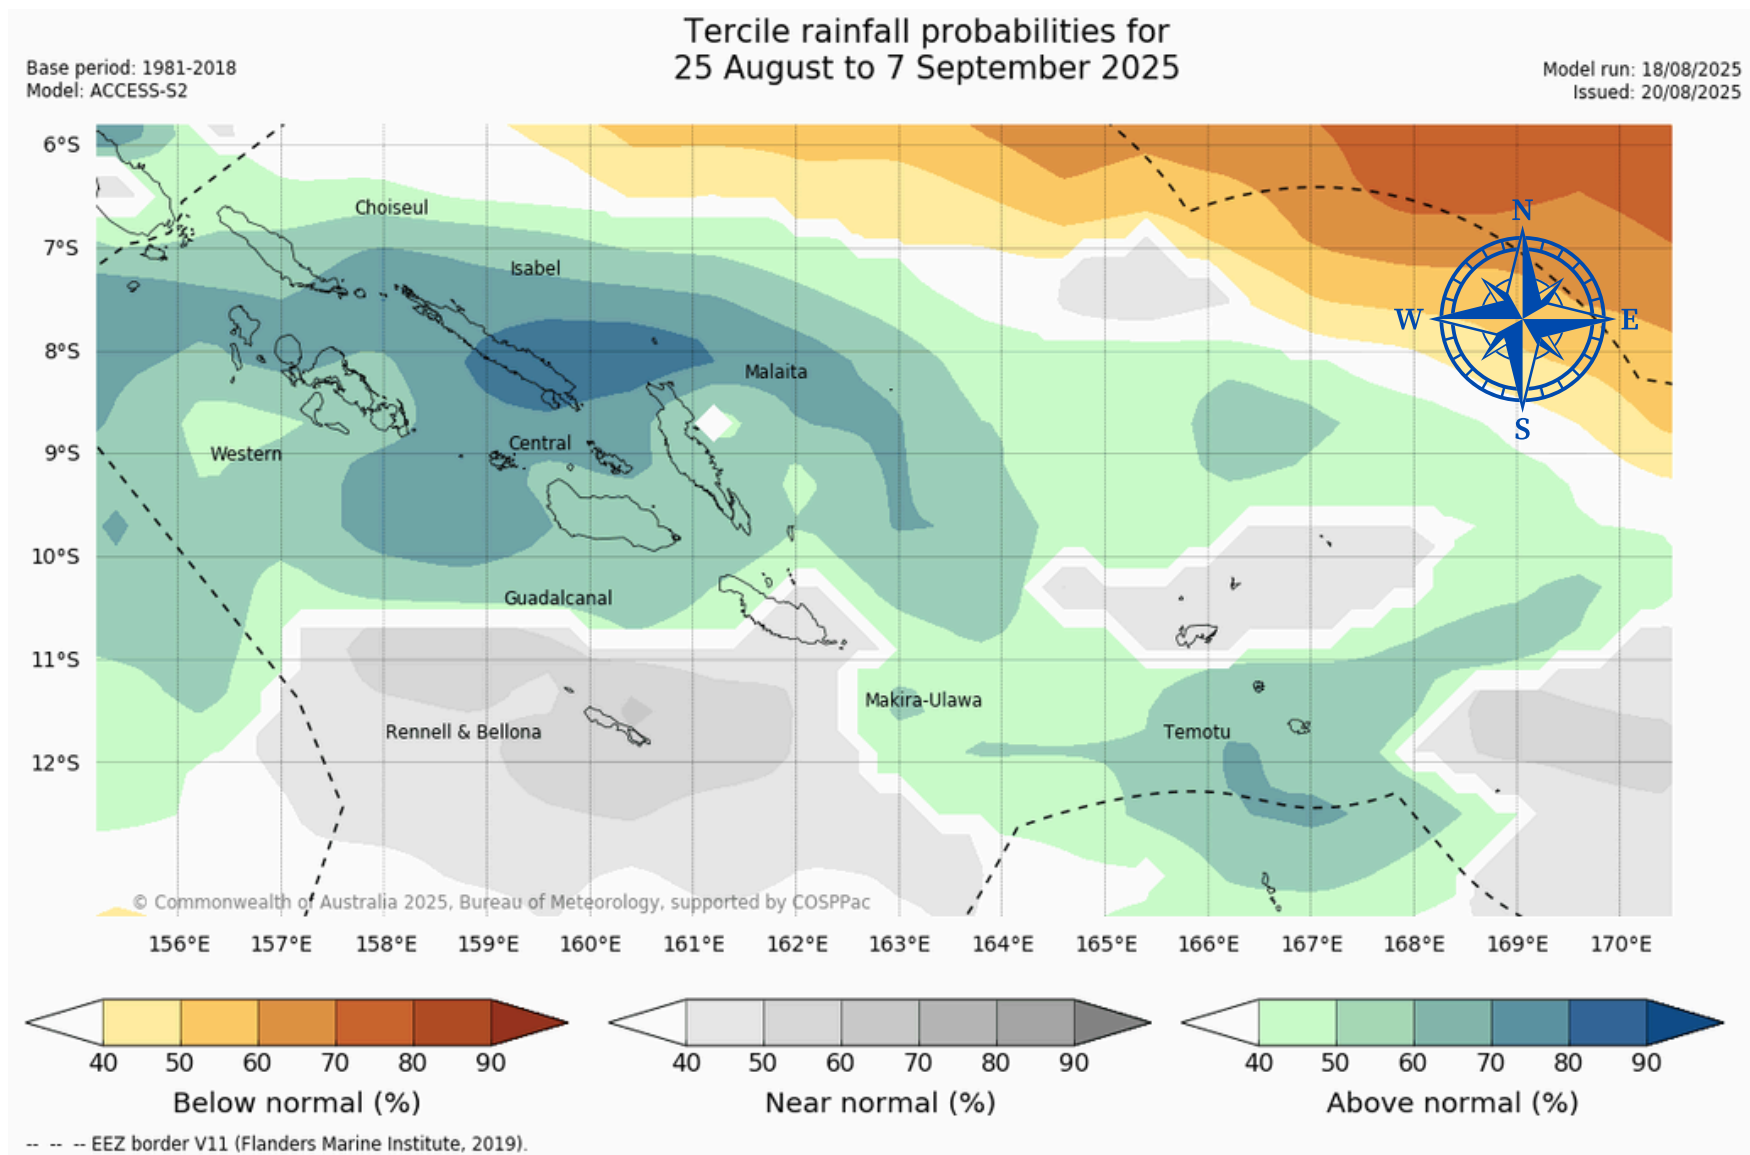 Tercile rainfall probabilities for
25 August to 7 September 2025
Base period: 1981-2018
Model: ACCESS-S2
Model run: 18/08/2025
Issued: 20/08/2025
6°S
7°S
8°S
9°S
10°S
11°S
12°S
Choiseul
Isabel
Malaita
Central
Western
Guadalcanal
Makira-Ulawa
Rennell & Bellona
Temotu
N
W
E
S
© Commonwealth of Australia 2025, Bureau of Meteorology, supported by COSPPac
156°E 157°E 158°E 159°E 160°E 161°E 162°E 163°E 164°E 165°E 166°E 167°E 168°E 169°E 170°E
40 50 60 70 80 90
Below normal (%)
40 50 60 70 80 90
Near normal (%)
40 50 60 70 80 90
Above normal (%)
-- -- -- EEZ border V11 (Flanders Marine Institute, 2019).